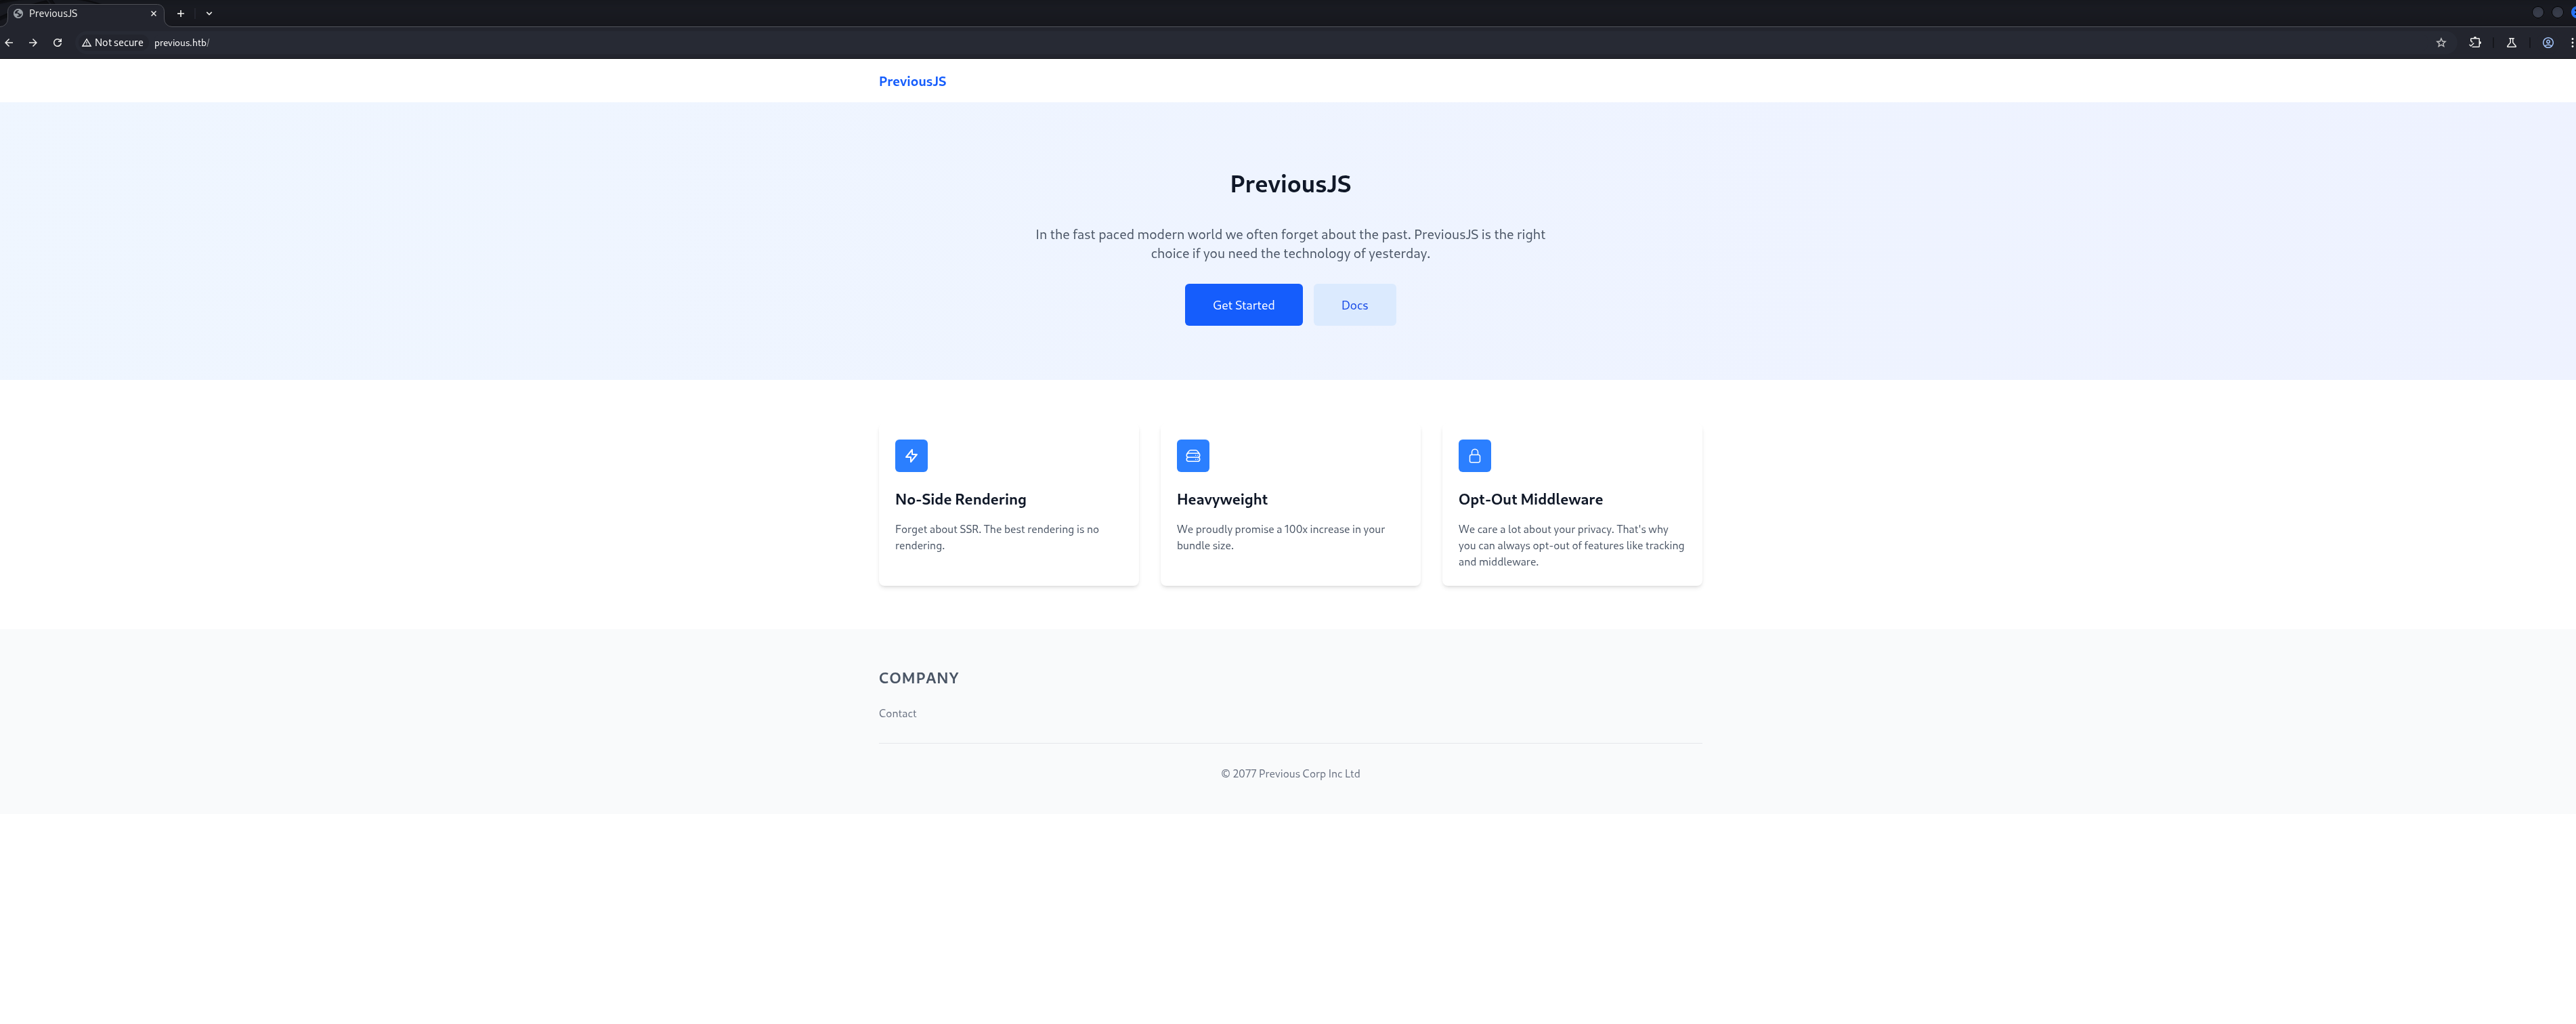 PreviousJS
Not secure previous.htb/
PreviousJS
PreviousJS
In the fast paced modern world we often forget about the past. PreviousJS is the right
choice if you need the technology of yesterday.
Get Started Docs
No-Side Rendering
Forget about SSR. The best rendering is no
rendering.
Heavyweight
We proudly promise a 100x increase in your
bundle size.
Opt-Out Middleware
We care a lot about your privacy. That's why
you can always opt-out of features like tracking
and middleware.
COMPANY
Contact
© 2077 Previous Corp Inc Ltd